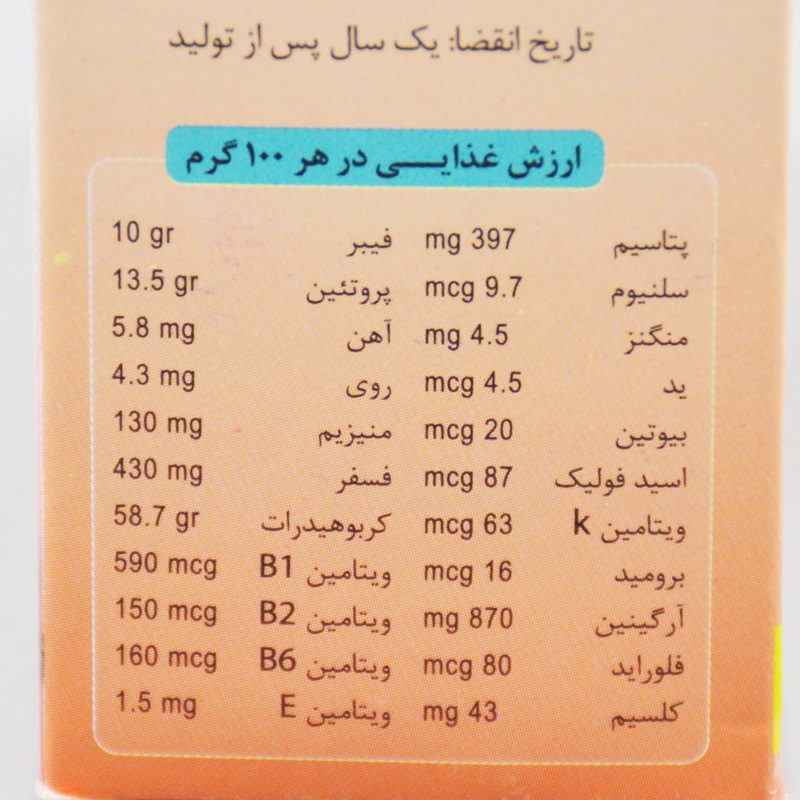 تاریخ انقضا: یک سال پس از تولید
ارزش غذایی در هر ۱۰۰ گرم
پتاسیم mg 397 فیبر 10 gr
سلنیوم mcg 9.7 پروتئین 13.5 gr
منگنز mg 4.5 آهن 5.8 mg
ید mcg 4.5 روی 4.3 mg
بیوتین mcg 20 منیزیم 130 mg
اسید فولیک mcg 87 فسفر 430 mg
ویتامین k mcg 63 کربوهیدرات 58.7 gr
برومید mcg 16 ویتامین B1 590 mcg
آرگینین mg 870 ویتامین B2 150 mcg
فلوراید mcg 80 ویتامین B6 160 mcg
کلسیم mg 43 ویتامین E 1.5 mg